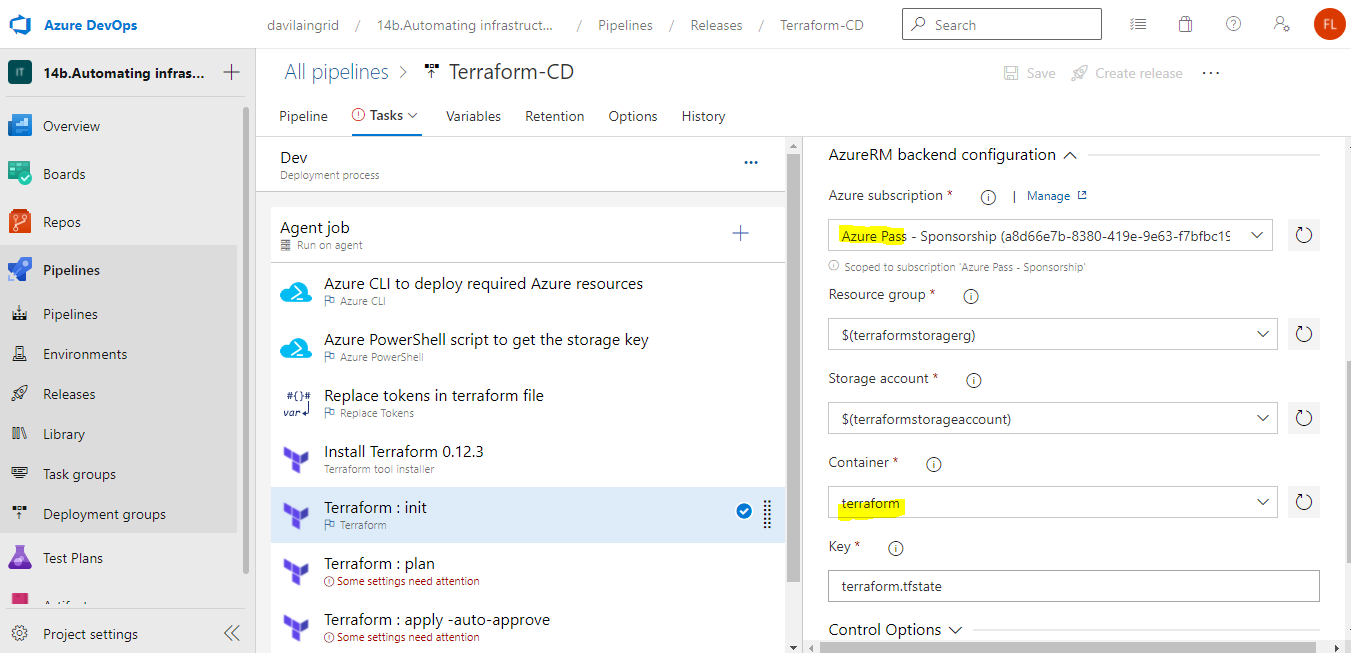 Azure DevOps
davilaingrid / 14b.Automating infrastruct... / Pipelines / Releases / Terraform-CD
Search
FL
IT
14b.Automating infras...
All pipelines > Terraform-CD
Save
Create release
Pipeline
Tasks
Variables
Retention
Options
History
Overview
Boards
Repos
Pipelines
Pipelines
Environments
Releases
Library
Task groups
Deployment groups
Test Plans
Project settings
Dev
Deployment process
Agent job
Run on agent
Azure CLI to deploy required Azure resources
Azure CLI
Azure PowerShell script to get the storage key
Azure PowerShell
#{}#
var
Replace tokens in terraform file
Replace Tokens
Install Terraform 0.12.3
Terraform tool installer
Terraform : init
Terraform
Terraform : plan
Some settings need attention
Terraform : apply -auto-approve
Some settings need attention
AzureRM backend configuration
Azure subscription * | Manage
Azure Pass - Sponsorship (a8d66e7b-8380-419e-9e63-f7bfbc19
Scoped to subscription 'Azure Pass - Sponsorship'
Resource group *
$(terraformstoragerg)
Storage account *
$(terraformstorageaccount)
Container *
terraform
Key *
terraform.tfstate
Control Options